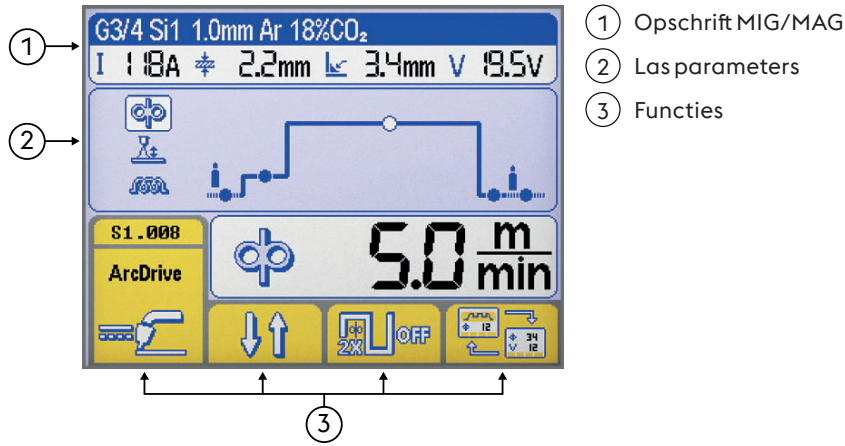 G3/4 Si1 1.0mm Ar 18%CO₂
I 118A 2.2mm 3.4mm V 19.5V
S1.008
ArcDrive
5.0 m/min
2X OFF
12 34
V 12
1
2
3
1 Opschrift MIG/MAG
2 Las parameters
3 Functies